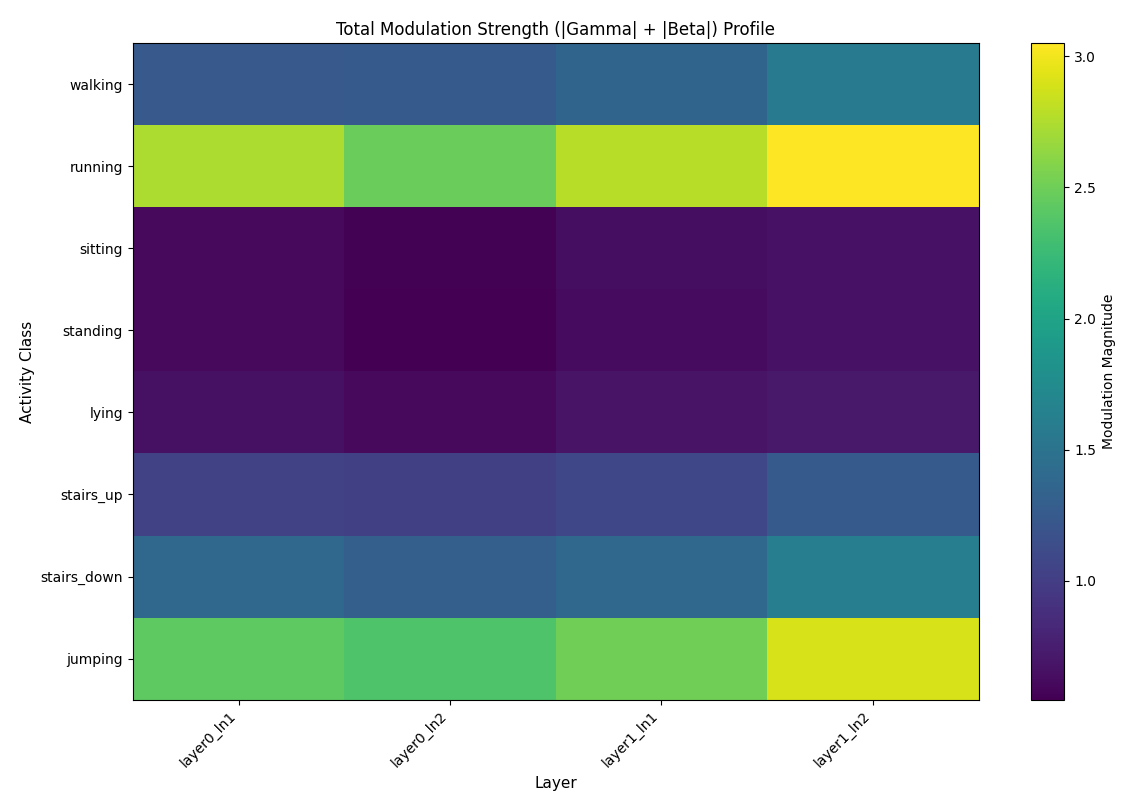 Total Modulation Strength (|Gamma| + |Beta|) Profile
walking
running
sitting
standing
lying
stairs_up
stairs_down
jumping
Activity Class
layer0_ln1
layer0_ln2
layer1_ln1
layer1_ln2
Layer
3.0
2.5
2.0
1.5
1.0
Modulation Magnitude